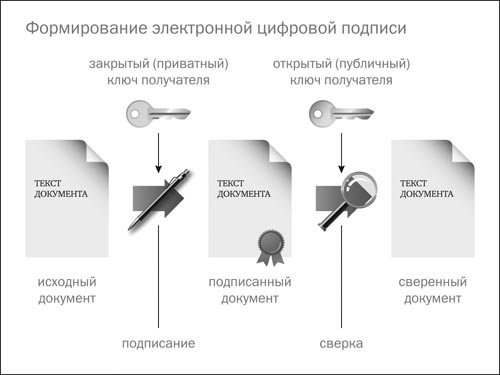 Формирование электронной цифровой подписи
закрытый (приватный)
ключ получателя
открытый (публичный)
ключ получателя
ТЕКСТ
ДОКУМЕНТА
ТЕКСТ
ДОКУМЕНТА
ТЕКСТ
ДОКУМЕНТА
исходный
документ
подписанный
документ
сверенный
документ
подписание
сверка